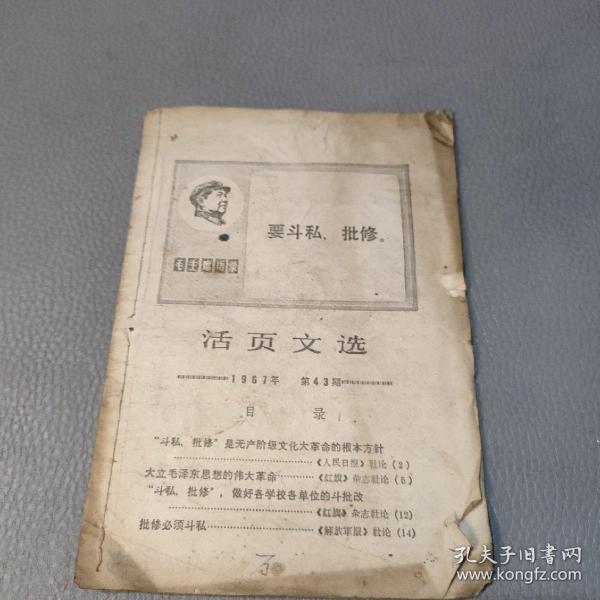 要斗私、批修。
毛主席语录
活页文选
1967年 第43期
目 录
“斗私、批修”是无产阶级文化大革命的根本方針
《人民日报》社论(2)
大立毛泽东思想的伟大革命……《红旗》杂志社论(5)
“斗私、批修”，做好各学校各单位的斗批改
《红旗》杂志社论(12)
批修必须斗私……《解放軍报》社论(14)
孔夫子旧书网
www.kongfz.com